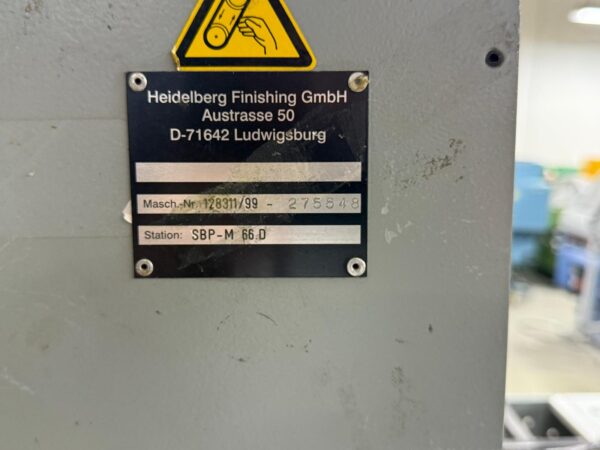 Heidelberg Finishing GmbH
Austrasse 50
D-71642 Ludwigsburg
Masch.-Nr. 128311/99 - 275548
Station: SBP-M 66 D